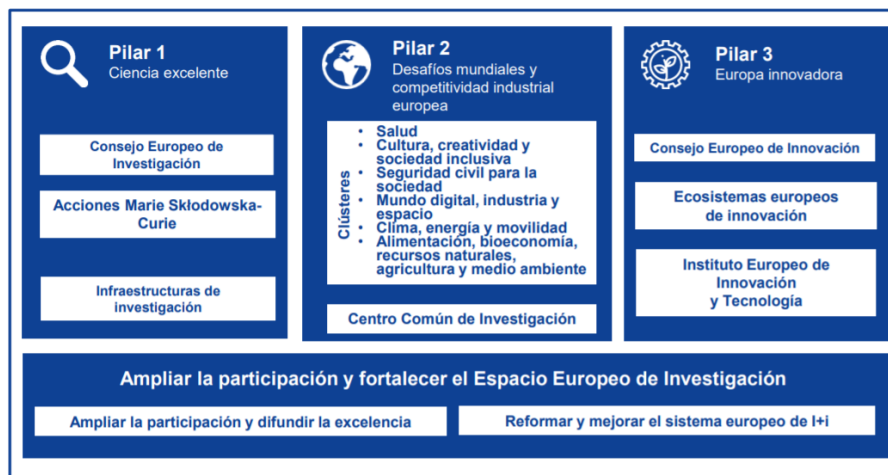 Pilar 1
Ciencia excelente
Consejo Europeo de
Investigación
Acciones Marie Skłodowska-
Curie
Infraestructuras de
investigación
Pilar 2
Desafíos mundiales y
competitividad industrial
europea
Clústeres
• Salud
• Cultura, creatividad y
sociedad inclusiva
• Seguridad civil para la
sociedad
• Mundo digital, industria y
espacio
• Clima, energía y movilidad
• Alimentación, bioeconomía,
recursos naturales,
agricultura y medio ambiente
Centro Común de Investigación
Pilar 3
Europa innovadora
Consejo Europeo de Innovación
Ecosistemas europeos
de innovación
Instituto Europeo de
Innovación
y Tecnología
Ampliar la participación y fortalecer el Espacio Europeo de Investigación
Ampliar la participación y difundir la excelencia
Reformar y mejorar el sistema europeo de I+i